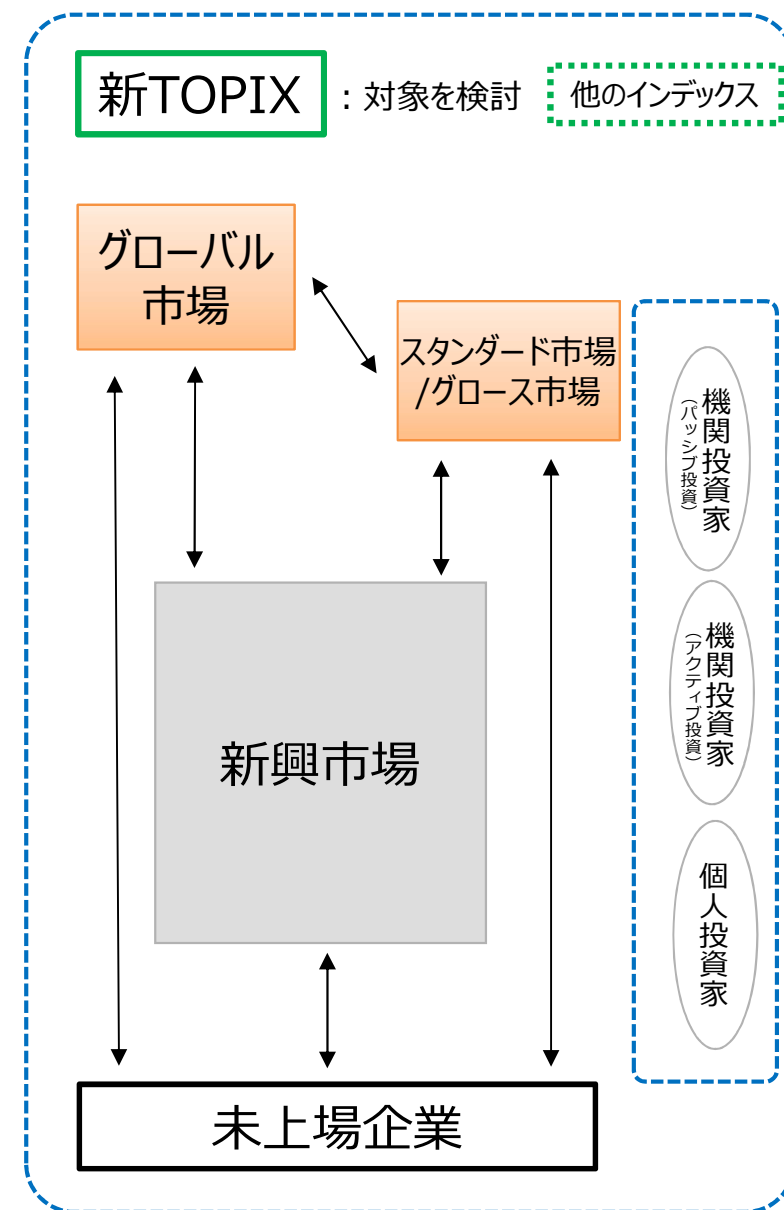 新TOPIX
：対象を検討
他のインデックス
グローバル
市場
スタンダード市場
/グロース市場
機関投資家
（パッシブ投資）
機関投資家
（アクティブ投資）
新興市場
個人投資家
未上場企業